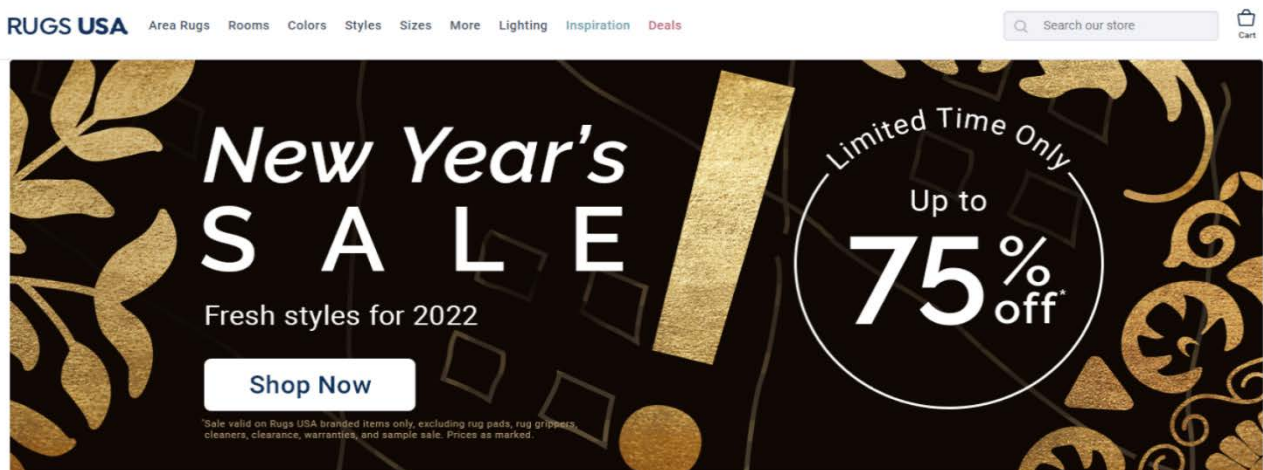 RUGS USA Area Rugs Rooms Colors Styles Sizes More Lighting Inspiration Deals Search our store
Cart
New Year's
SALE
Fresh styles for 2022
Shop Now
*Sale valid on Rugs USA branded items only, excluding rug pads, rug grippers,
cleaners, clearance, warranties, and sample sale. Prices as marked.
Limited Time Only
Up to
75%
off*